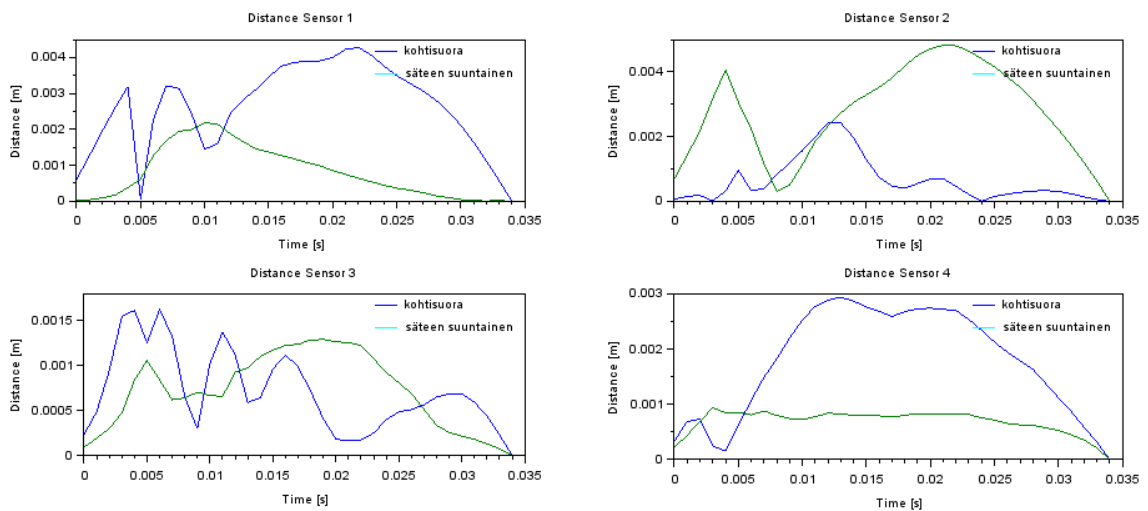 Distance Sensor 1
kohtisuora
säteen suuntainen
Distance [m]
0.004
0.003
0.002
0.001
0
0 0.005 0.01 0.015 0.02 0.025 0.03 0.035
Time [s]
Distance Sensor 2
kohtisuora
säteen suuntainen
Distance [m]
0.004
0.002
0
0 0.005 0.01 0.015 0.02 0.025 0.03 0.035
Time [s]
Distance Sensor 3
kohtisuora
säteen suuntainen
Distance [m]
0.0015
0.001
0.0005
0
0 0.005 0.01 0.015 0.02 0.025 0.03 0.035
Time [s]
Distance Sensor 4
kohtisuora
säteen suuntainen
Distance [m]
0.003
0.002
0.001
0
0 0.005 0.01 0.015 0.02 0.025 0.03 0.035
Time [s]